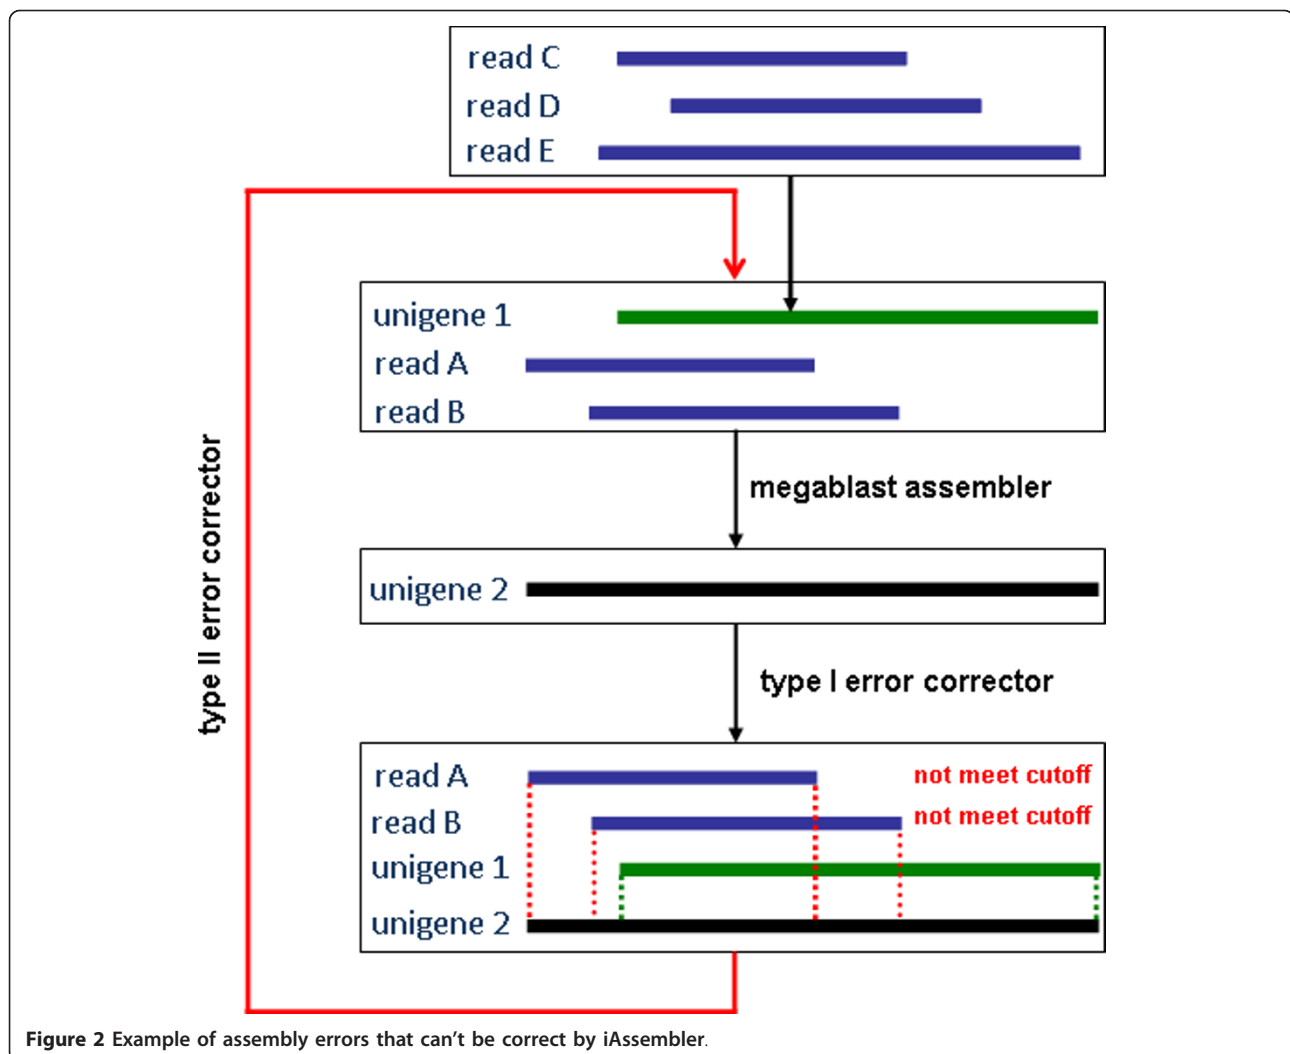 read C
read D
read E
unigene 1
read A
read B
megablast assembler
type II error corrector
unigene 2
type I error corrector
read A not meet cutoff
read B not meet cutoff
unigene 1
unigene 2
Figure 2 Example of assembly errors that can't be correct by iAssembler.